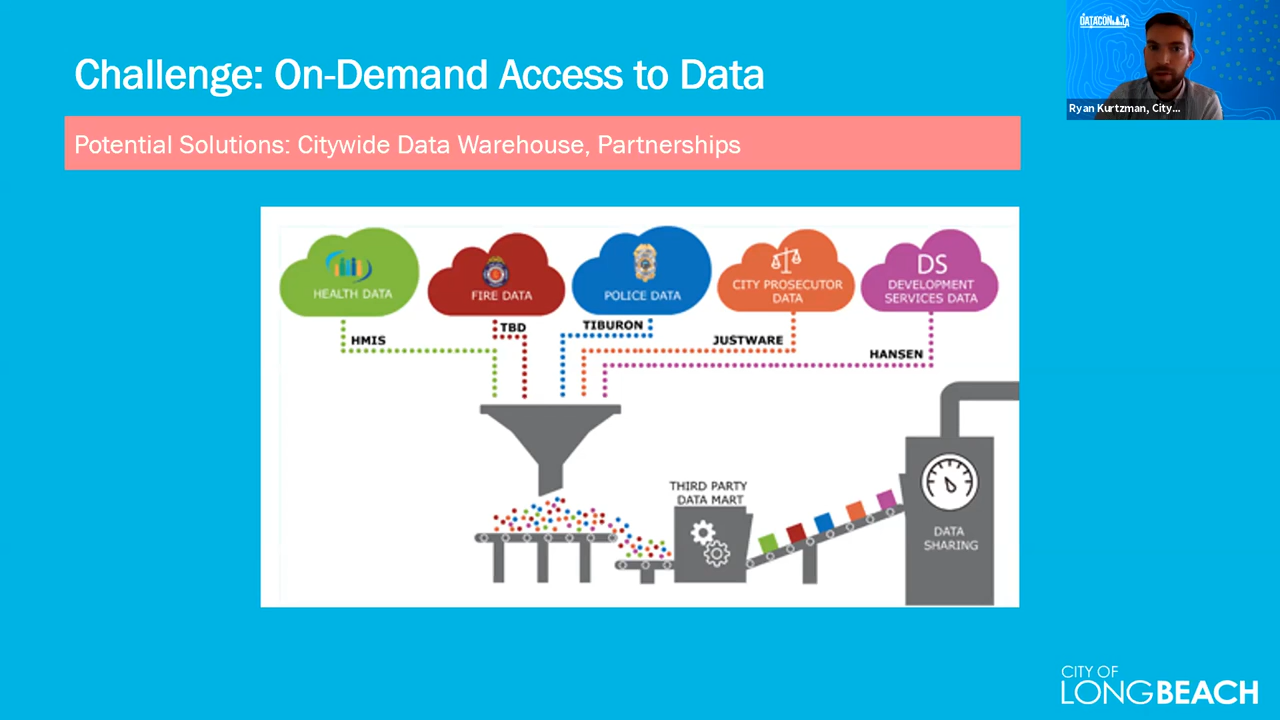 Challenge: On-Demand Access to Data
DATACON LA
Ryan Kurtzman, City...
Potential Solutions: Citywide Data Warehouse, Partnerships
HEALTH DATA
FIRE DATA
POLICE DATA
CITY PROSECUTOR
DATA
DS
DEVELOPMENT
SERVICES DATA
HMIS
TBD
TIBURON
JUSTWARE
HANSEN
THIRD PARTY
DATA MART
DATA
SHARING
CITY OF
LONGBEACH